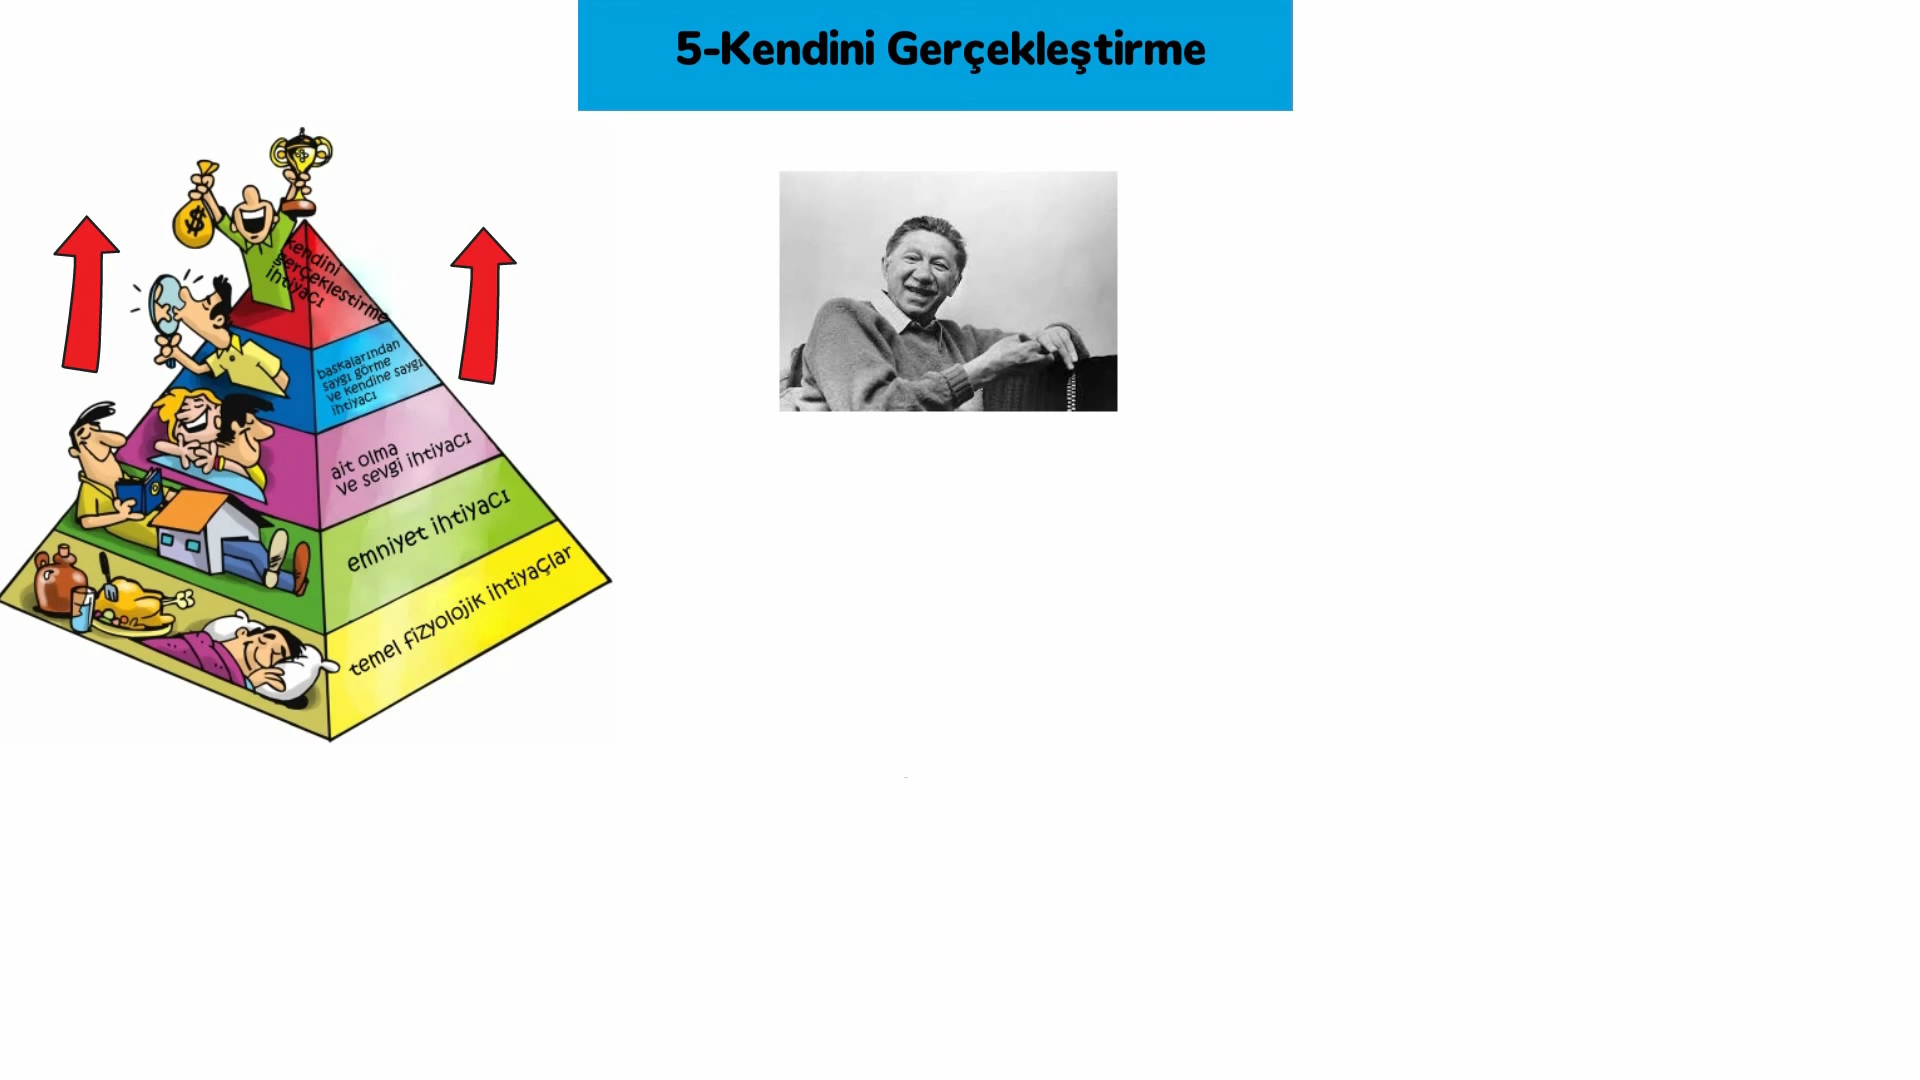 5-Kendini Gerçekleştirme
$
kendini
gerçekleştirme
ihtiyacı
baskalarından
saygı görme
ve kendine saygı
ihtiyacı
ait olma
ve sevgi ihtiyacı
emniyet ihtiyacı
temel fizyolojik ihtiyaçlar